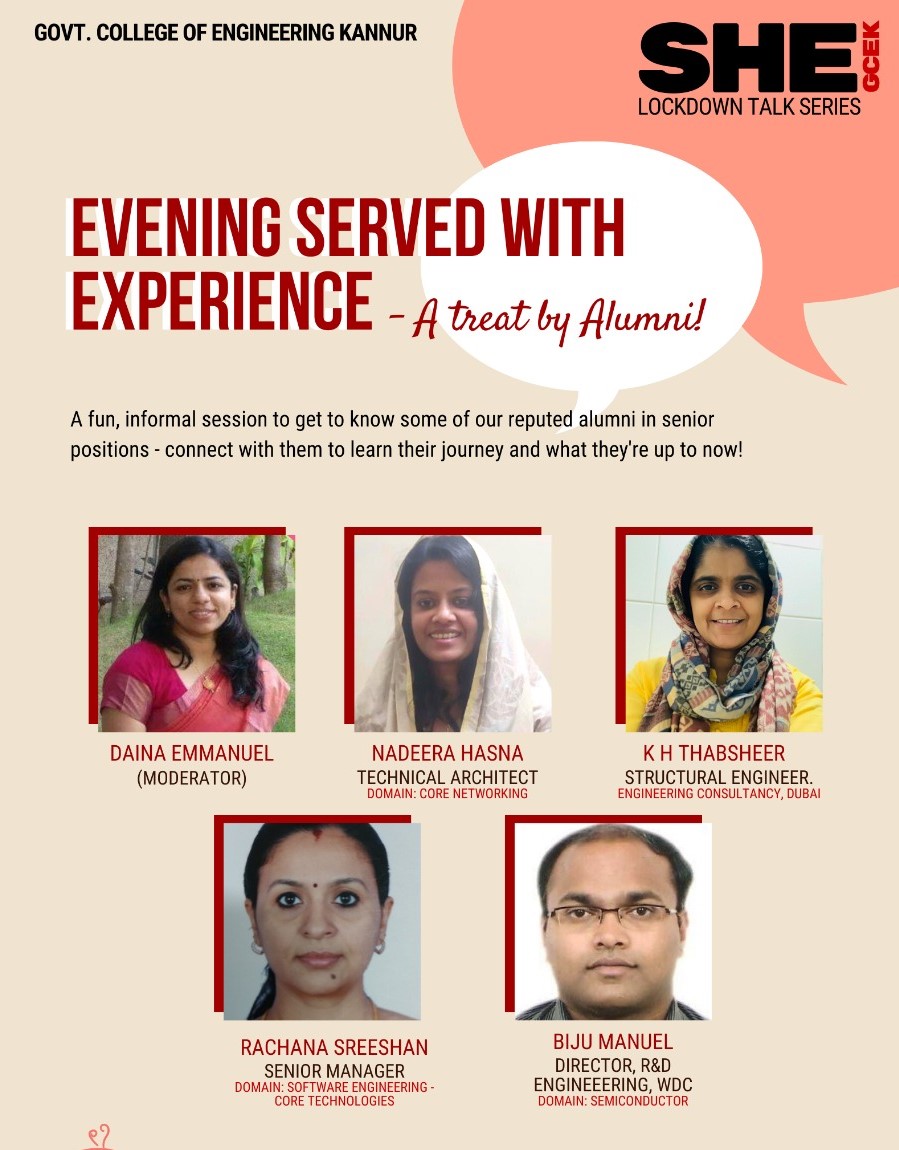 GOVT. COLLEGE OF ENGINEERING KANNUR
SHE
GCEK
LOCKDOWN TALK SERIES
EVENING SERVED WITH
EXPERIENCE - A treat by Alumni!
A fun, informal session to get to know some of our reputed alumni in senior
positions - connect with them to learn their journey and what they're up to now!
DAINA EMMANUEL
(MODERATOR)
NADEERA HASNA
TECHNICAL ARCHITECT
DOMAIN: CORE NETWORKING
K H THABSHEER
STRUCTURAL ENGINEER.
ENGINEERING CONSULTANCY, DUBAI
RACHANA SREESHAN
SENIOR MANAGER
DOMAIN: SOFTWARE ENGINEERING -
CORE TECHNOLOGIES
BIJU MANUEL
DIRECTOR, R&D
ENGINEEERING, WDC
DOMAIN: SEMICONDUCTOR